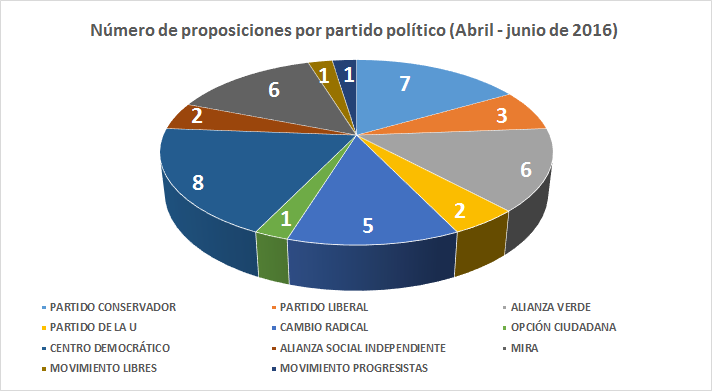 Número de proposiciones por partido político (Abril - junio de 2016)
1 1 7
6 3
2 6
8 2
1 5
PARTIDO CONSERVADOR PARTIDO LIBERAL ALIANZA VERDE
PARTIDO DE LA U CAMBIO RADICAL OPCIÓN CIUDADANA
CENTRO DEMOCRÁTICO ALIANZA SOCIAL INDEPENDIENTE MIRA
MOVIMIENTO LIBRES MOVIMIENTO PROGRESISTAS